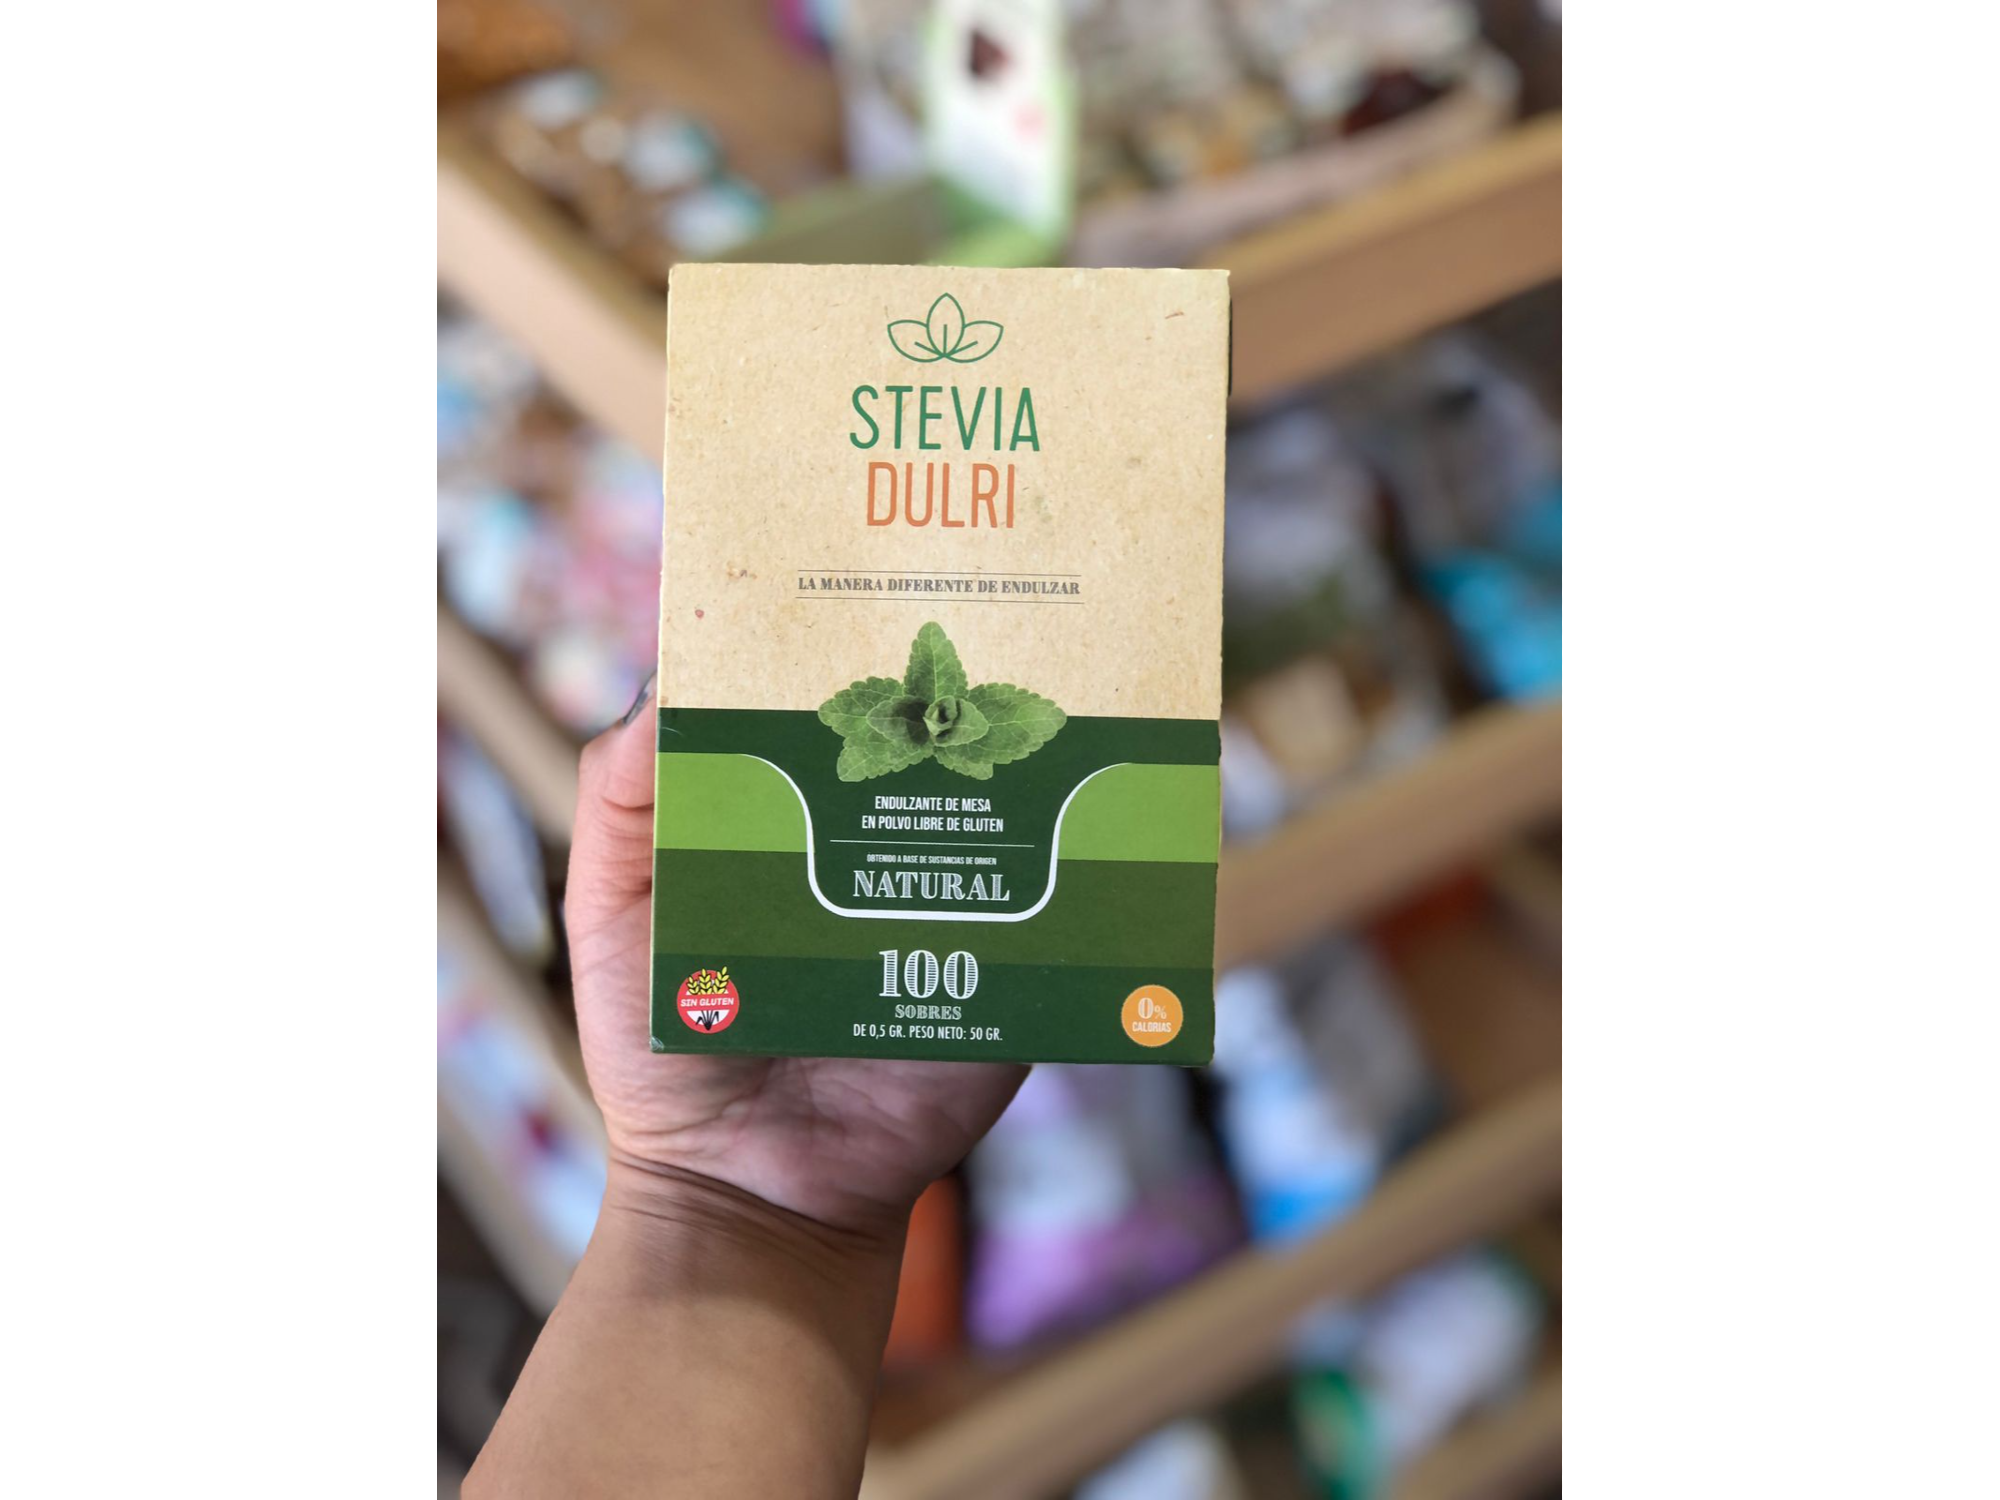 STEVIA
DULRI
LA MANERA DIFERENTE DE ENDULZAR
ENDULZANTE DE MESA
EN POLVO LIBRE DE GLUTEN
OBTENIDO A BASE DE SUSTANCIAS DE ORIGEN
NATURAL
100
SOBRES
DE 0,5 GR. PESO NETO: 50 GR.
SIN GLUTEN
0%
CALORIAS